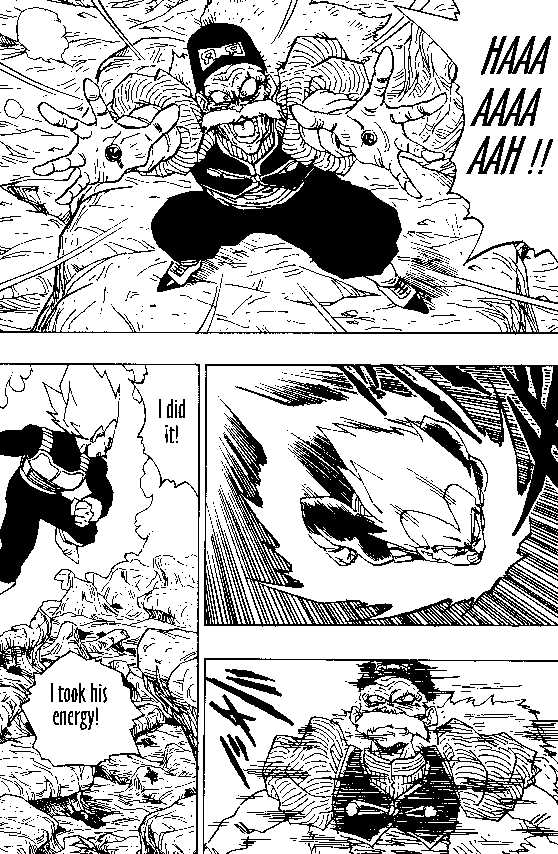 HAAA
AAAA
AAH !!
I did
it!
I took his
energy!